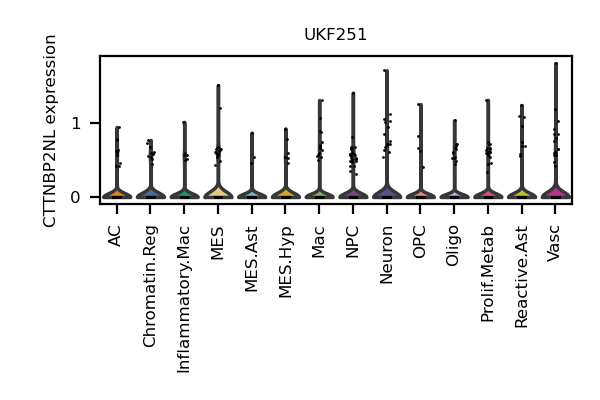 UKF251
CTTNBP2NL expression
1
0
AC
Chromatin.Reg
Inflammatory.Mac
MES
MES.Ast
MES.Hyp
Mac
NPC
Neuron
OPC
Oligo
Prolif.Metab
Reactive.Ast
Vasc